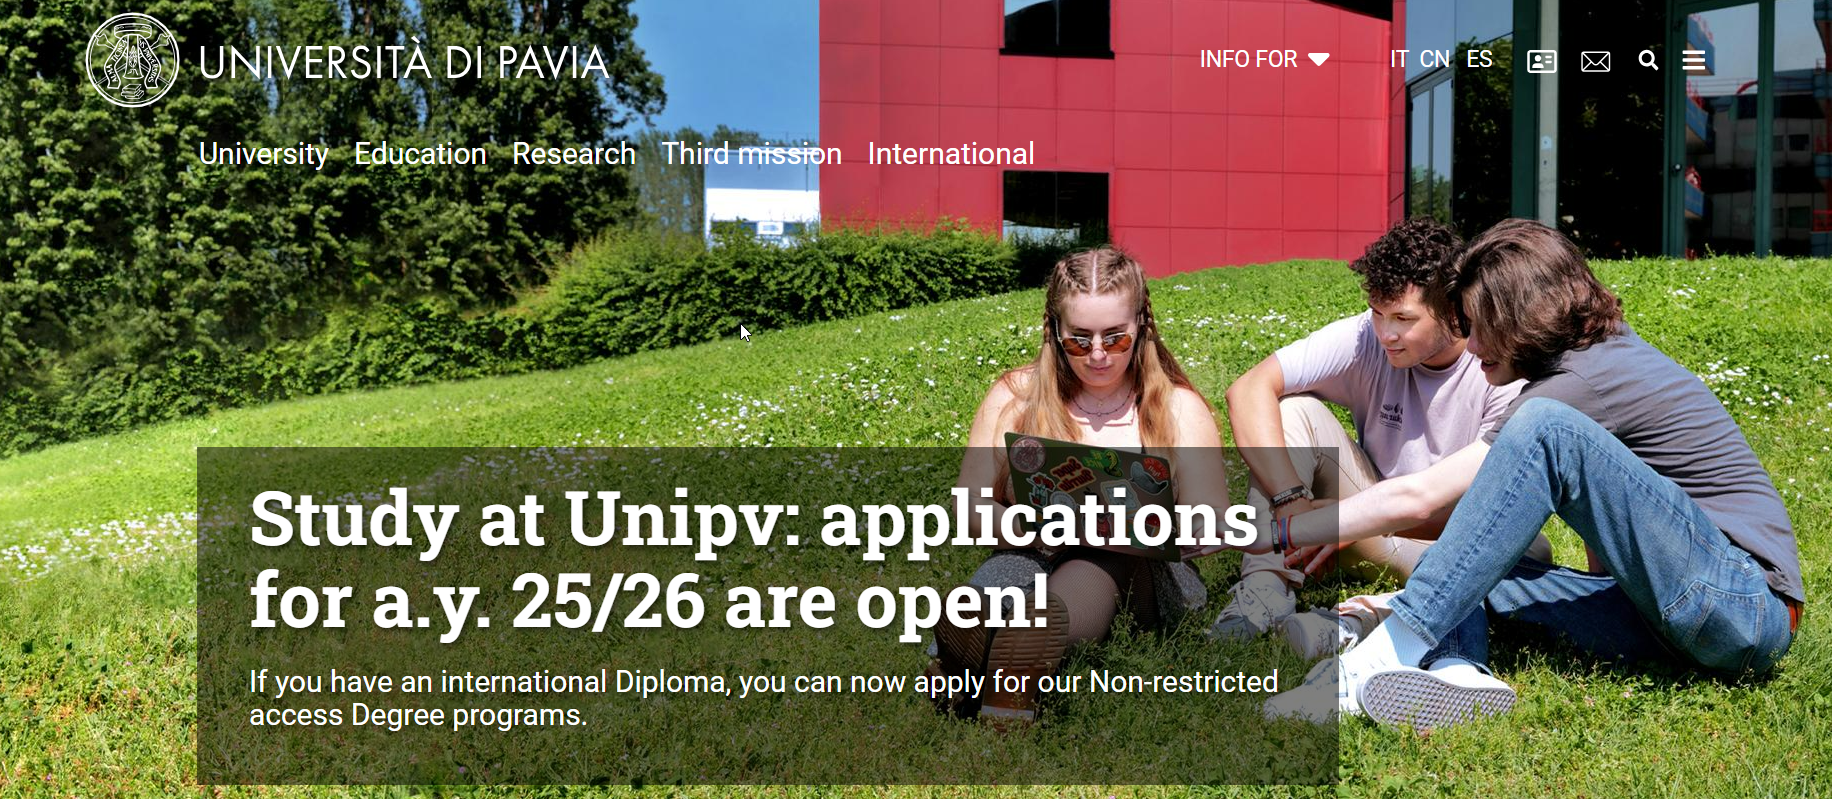 UNIVERSITÀ DI PAVIA
INFO FOR
IT CN ES
University Education Research Third mission International
Study at Unipv: applications
for a.y. 25/26 are open!
If you have an international Diploma, you can now apply for our Non-restricted
access Degree programs.